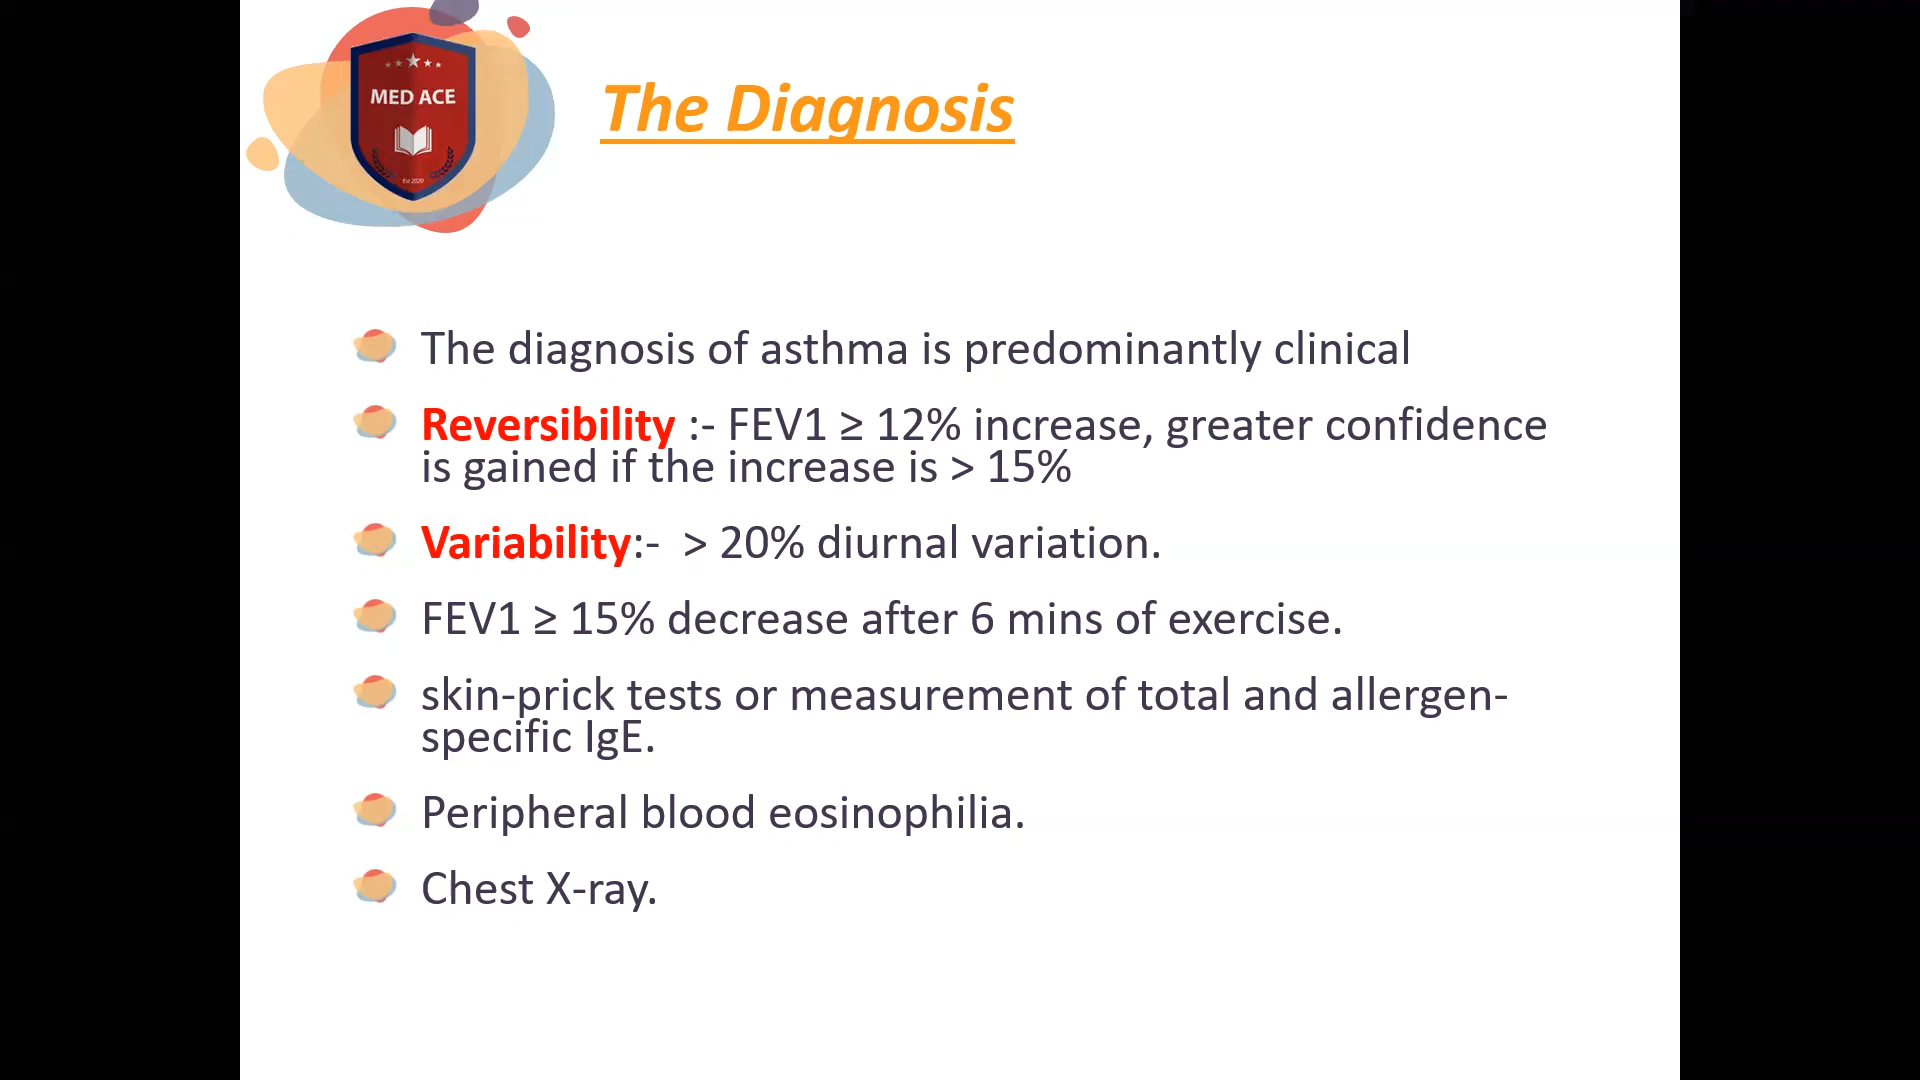 MED ACE
Est 2020
The Diagnosis
The diagnosis of asthma is predominantly clinical
Reversibility :- FEV1 ≥ 12% increase, greater confidence
is gained if the increase is > 15%
Variability:- > 20% diurnal variation.
FEV1 ≥ 15% decrease after 6 mins of exercise.
skin-prick tests or measurement of total and allergen-
specific IgE.
Peripheral blood eosinophilia.
Chest X-ray.